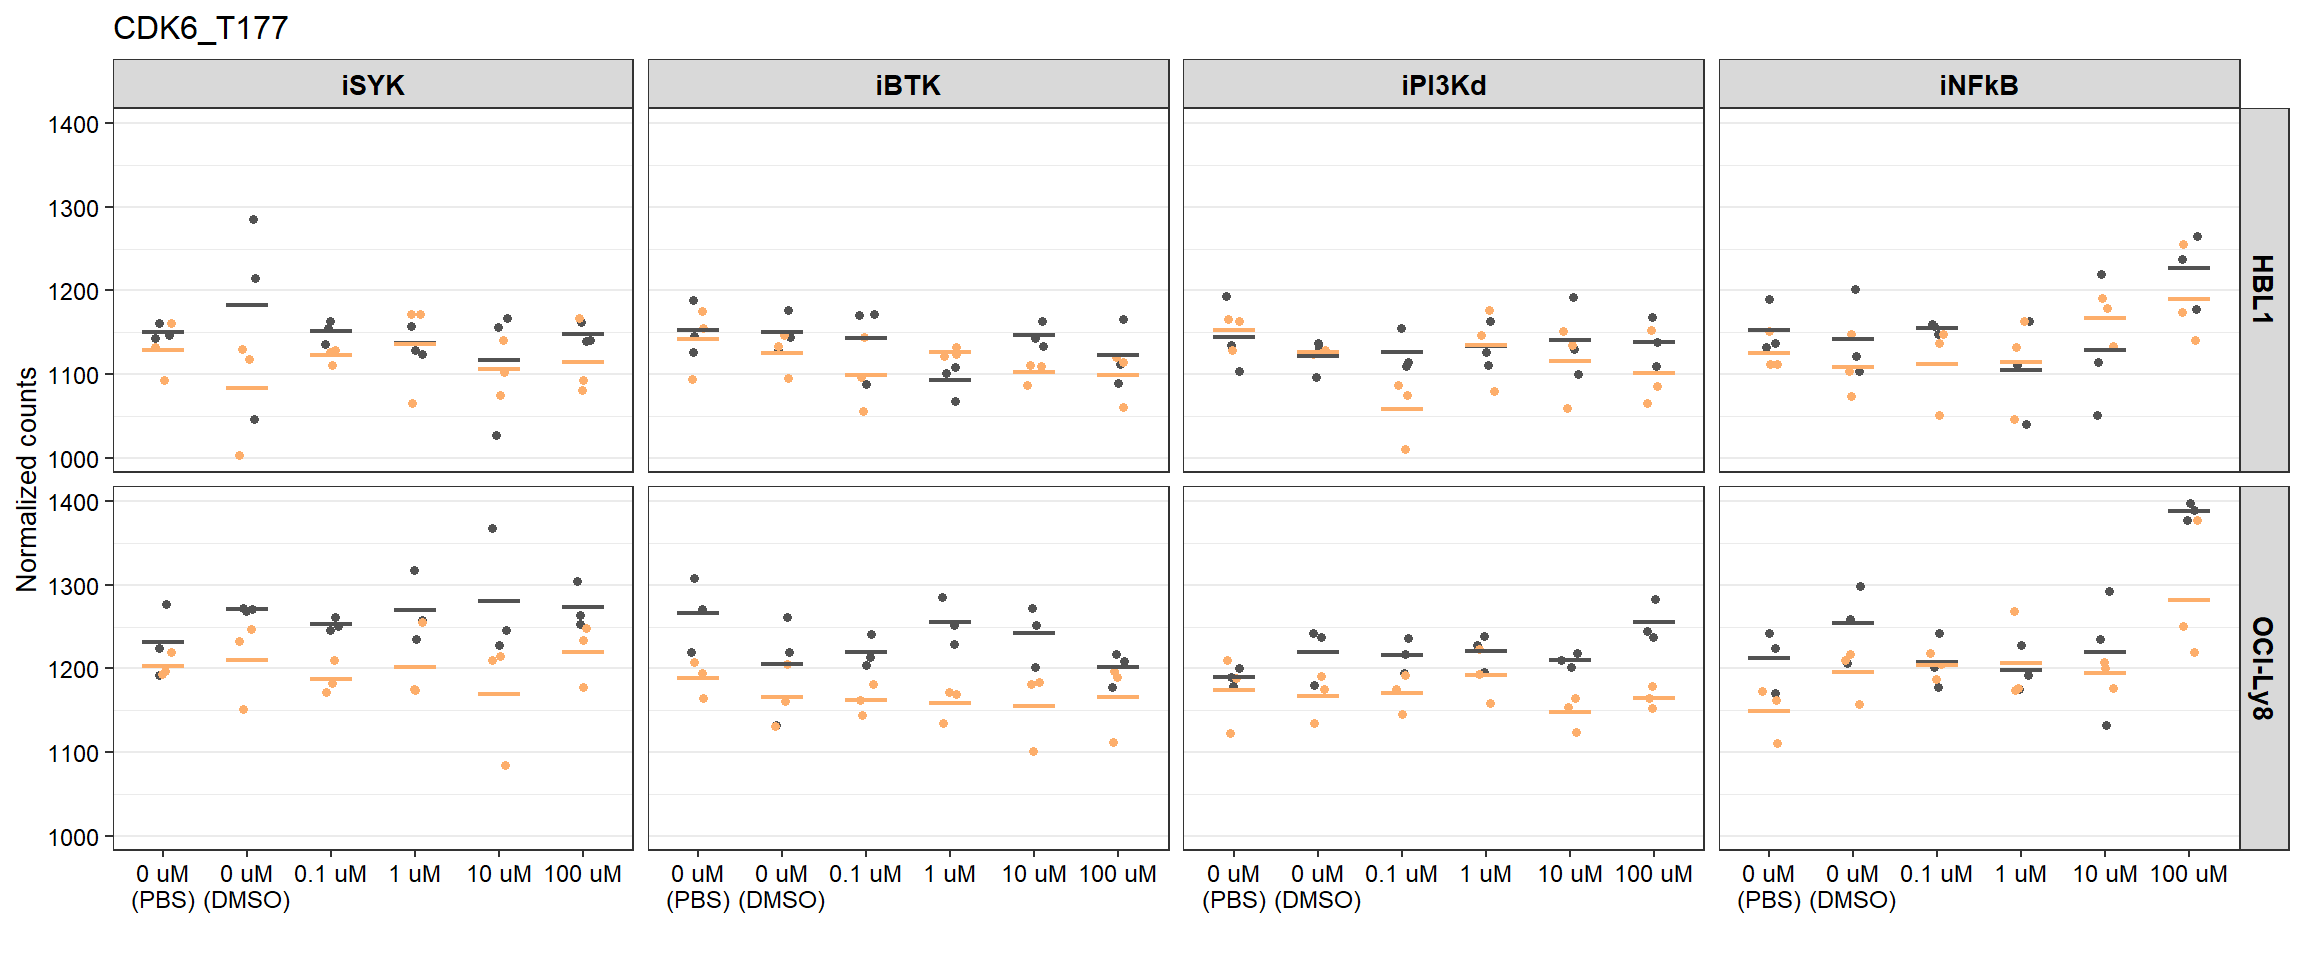 CDK6_T177
iSYK
iBTK
iPI3Kd
iNFkB
Normalized counts
1400
1300
1200
1100
1000
HBL1
1400
1300
1200
1100
1000
OCI-Ly8
0 uM (PBS)
0 uM (DMSO)
0.1 uM
1 uM
10 uM
100 uM
0 uM (PBS)
0 uM (DMSO)
0.1 uM
1 uM
10 uM
100 uM
0 uM (PBS)
0 uM (DMSO)
0.1 uM
1 uM
10 uM
100 uM
0 uM (PBS)
0 uM (DMSO)
0.1 uM
1 uM
10 uM
100 uM